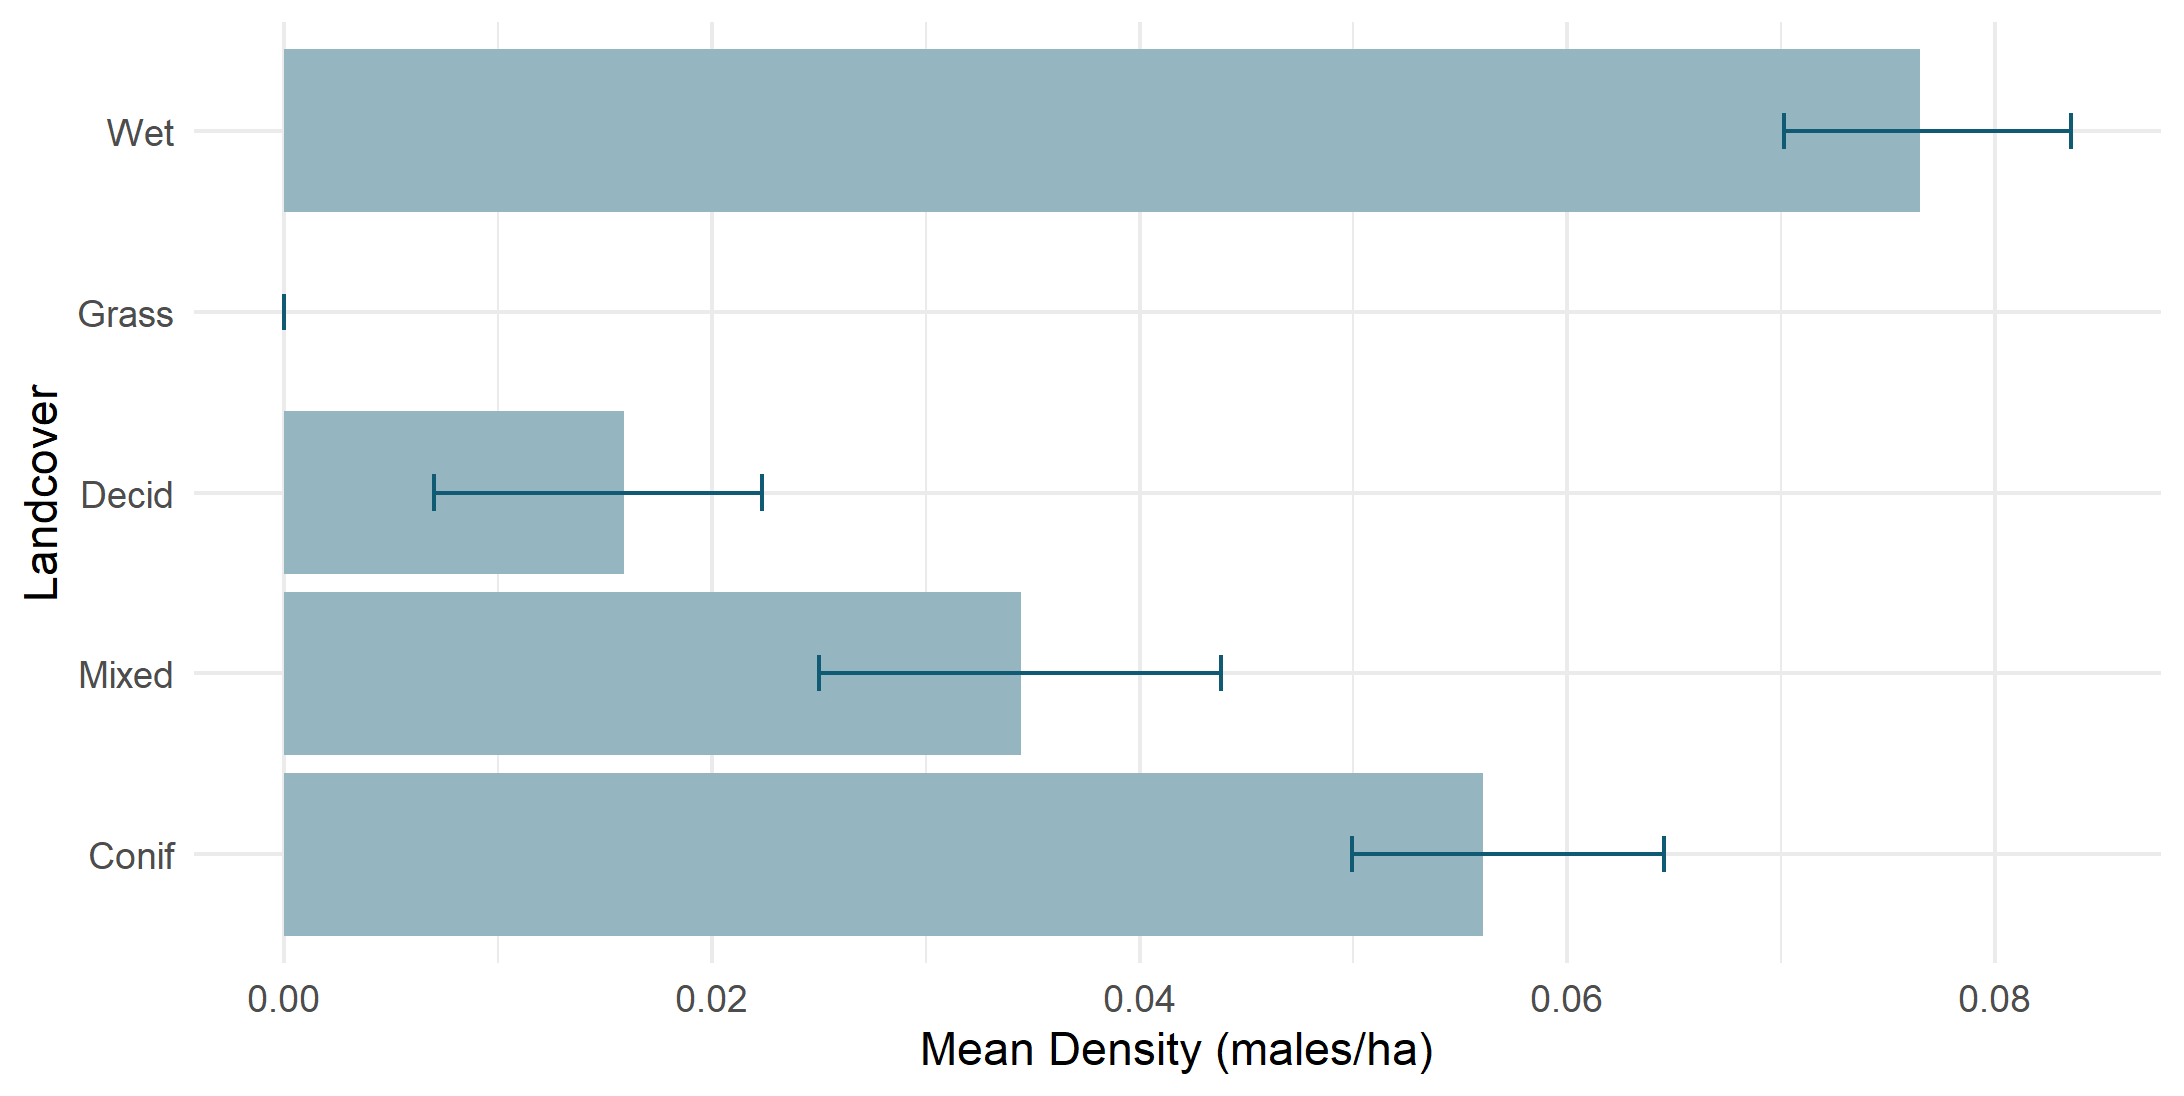 Wet
Grass
Decid
Mixed
Conif
Landcover
0.00 0.02 0.04 0.06 0.08
Mean Density (males/ha)